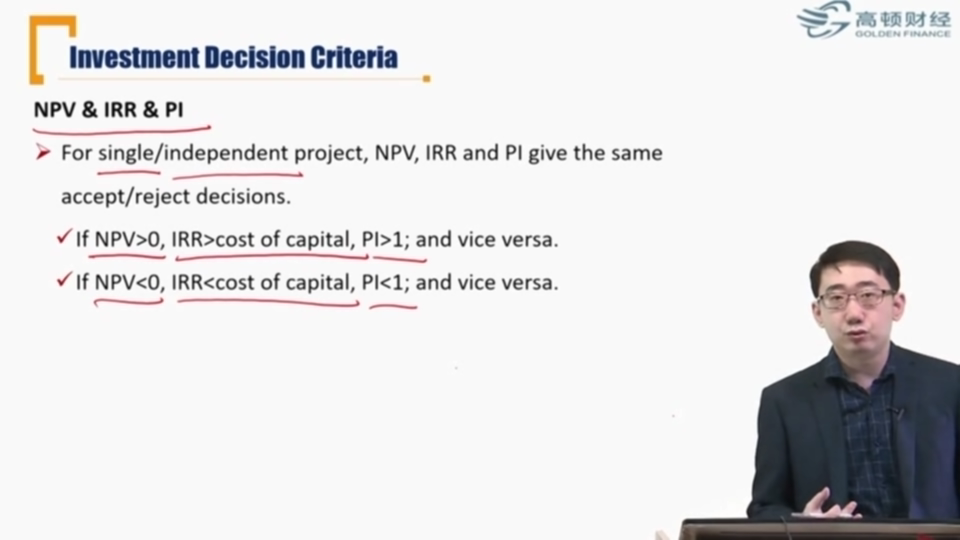 高顿财经
GOLDEN FINANCE
Investment Decision Criteria
NPV & IRR & PI
For single/independent project, NPV, IRR and PI give the same
accept/reject decisions.
If NPV>0, IRR>cost of capital, PI>1; and vice versa.
If NPV<0, IRR<cost of capital, PI<1; and vice versa.